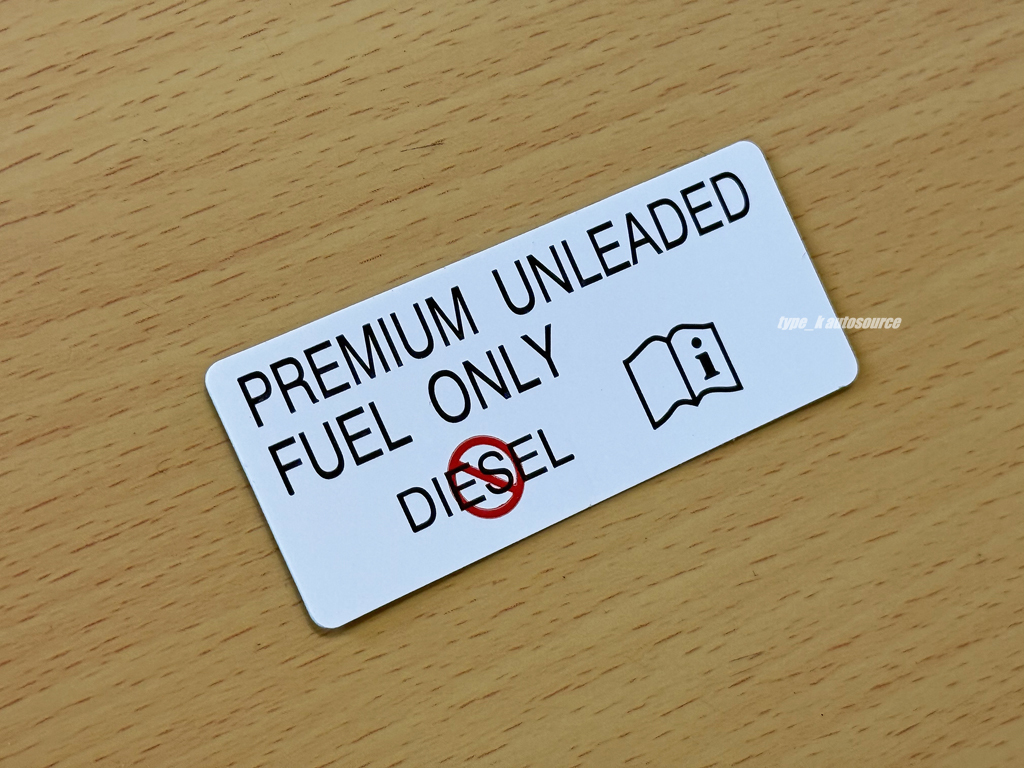 PREMIUM UNLEADED
FUEL ONLY
DIESEL
i
type_k autosource